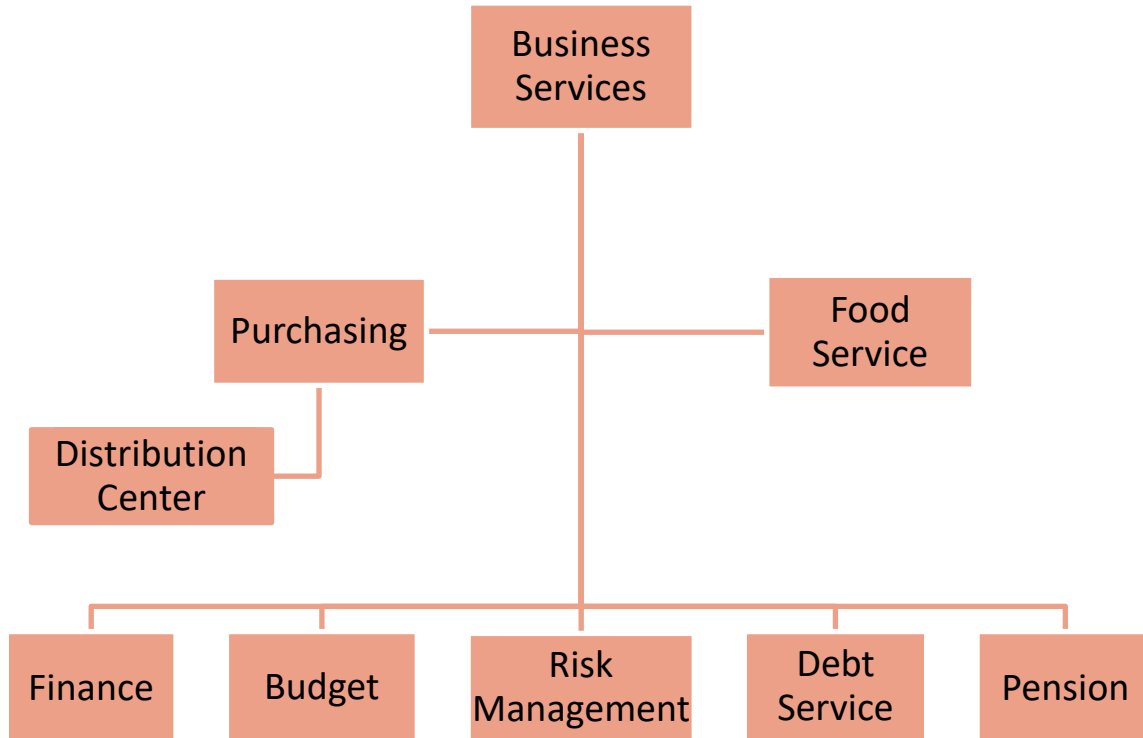 Business
Services
Purchasing
Food
Service
Distribution
Center
Finance
Budget
Risk
Management
Debt
Service
Pension